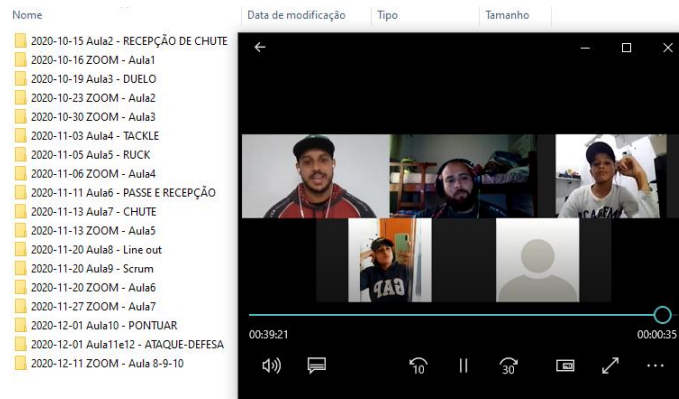 Nome Data de modificação Tipo Tamanho
2020-10-15 Aula2 - RECEPÇÃO DE CHUTE
2020-10-16 ZOOM - Aula1
2020-10-19 Aula3 - DUELO
2020-10-23 ZOOM - Aula2
2020-10-30 ZOOM - Aula3
2020-11-03 Aula4 - TACKLE
2020-11-05 Aula5 - RUCK
2020-11-06 ZOOM - Aula4
2020-11-11 Aula6 - PASSE E RECEPÇÃO
2020-11-13 Aula7 - CHUTE
2020-11-13 ZOOM - Aula5
2020-11-20 Aula8 - Line out
2020-11-20 Aula9 - Scrum
2020-11-20 ZOOM - Aula6
2020-11-27 ZOOM - Aula7
2020-12-01 Aula10 - PONTUAR
2020-12-01 Aula11e12 - ATAQUE-DEFESA
2020-12-11 ZOOM - Aula 8-9-10
GAP
00:39:21 00:00:35
10 30